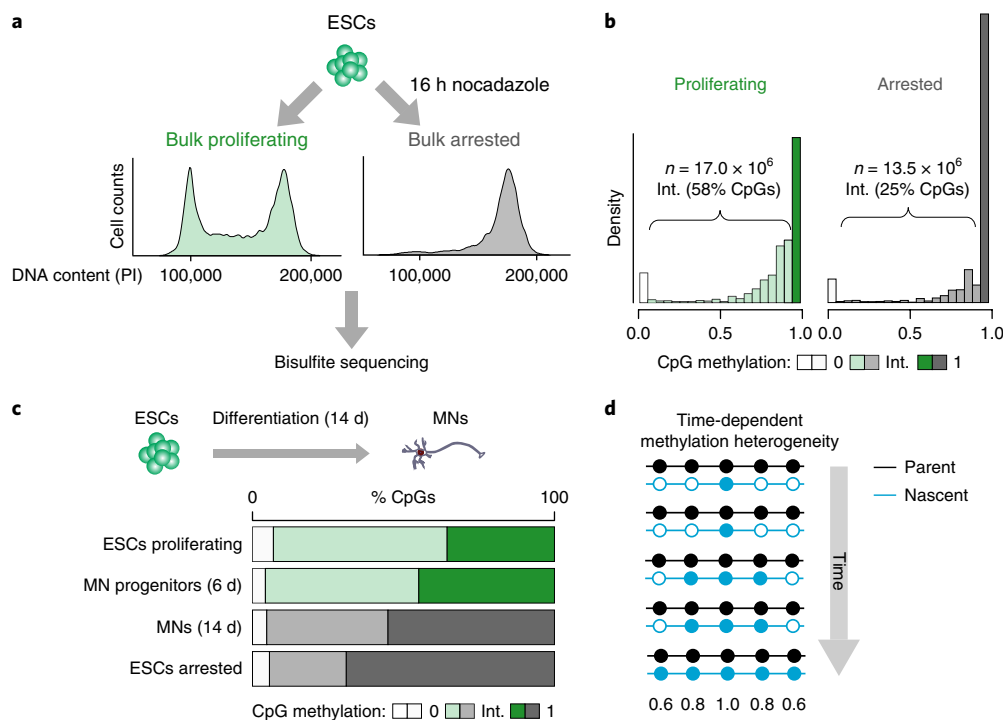 a
ESCs
16 h nocadazole
Bulk proliferating
Bulk arrested
Cell counts
DNA content (PI)
100,000
200,000
100,000
200,000
Bisulfite sequencing
b
Proliferating
Arrested
n = 17.0 × 10⁶
Int. (58% CpGs)
n = 13.5 × 10⁶
Int. (25% CpGs)
Density
0
0.5
1.0
0
0.5
1.0
CpG methylation: 0 Int. 1
c
ESCs
Differentiation (14 d)
MNs
0
% CpGs
100
ESCs proliferating
MN progenitors (6 d)
MNs (14 d)
ESCs arrested
CpG methylation: 0 Int. 1
d
Time-dependent
methylation heterogeneity
Parent
Nascent
Time
0.6 0.8 1.0 0.8 0.6